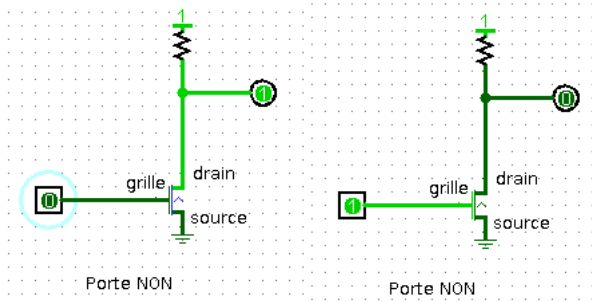 1
1
grille
drain
0
source
Porte NON
1
0
grille
drain
1
source
Porte NON